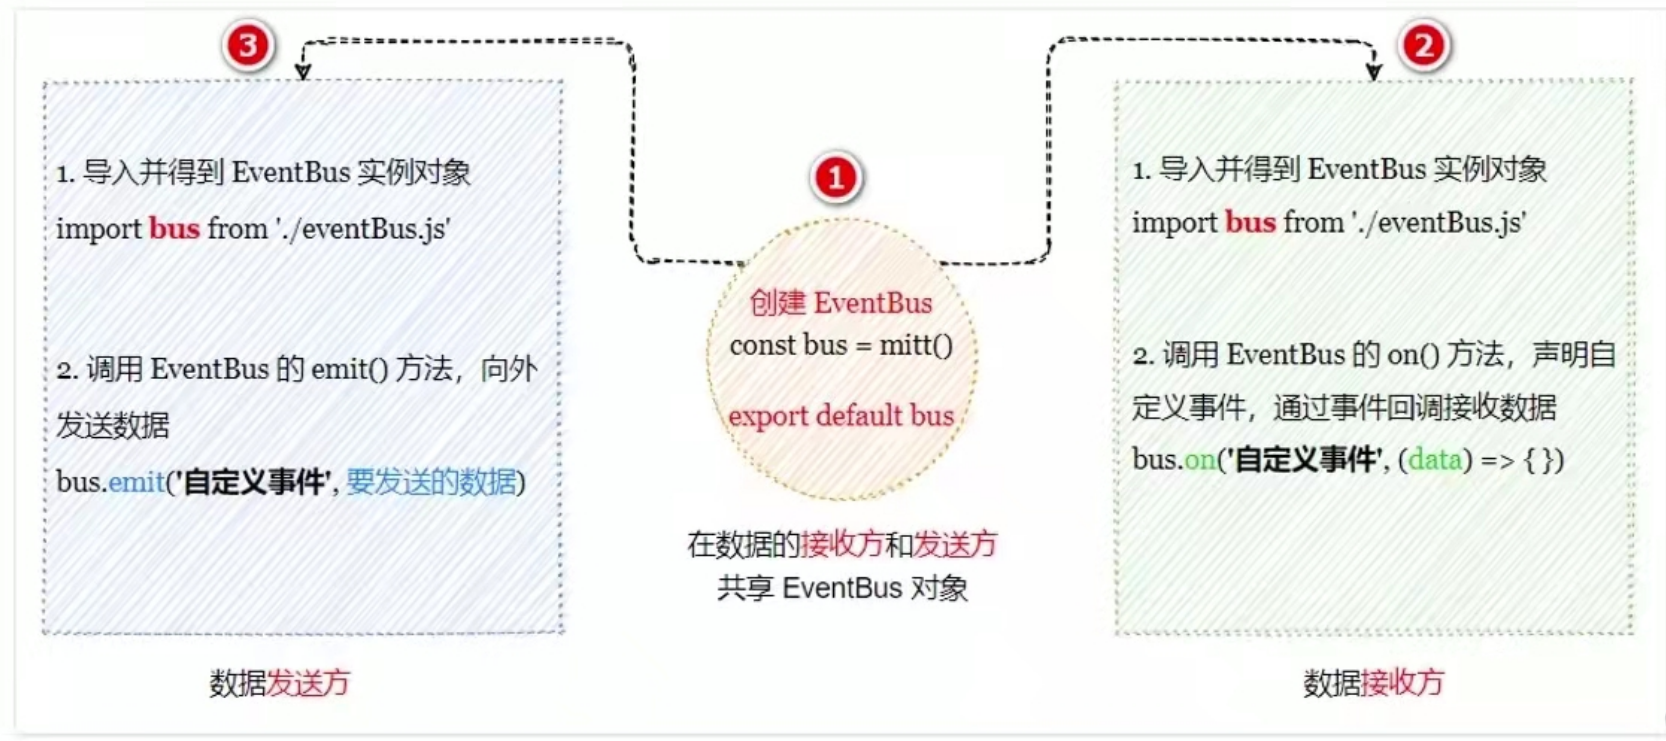 3
1. 导入并得到 EventBus 实例对象
import bus from './eventBus.js'
2. 调用 EventBus 的 emit() 方法，向外
发送数据
bus.emit('自定义事件', 要发送的数据)
数据发送方
1
创建 EventBus
const bus = mitt()
export default bus
在数据的接收方和发送方
共享 EventBus 对象
2
1. 导入并得到 EventBus 实例对象
import bus from './eventBus.js'
2. 调用 EventBus 的 on() 方法，声明自
定义事件，通过事件回调接收数据
bus.on('自定义事件', (data) => { })
数据接收方